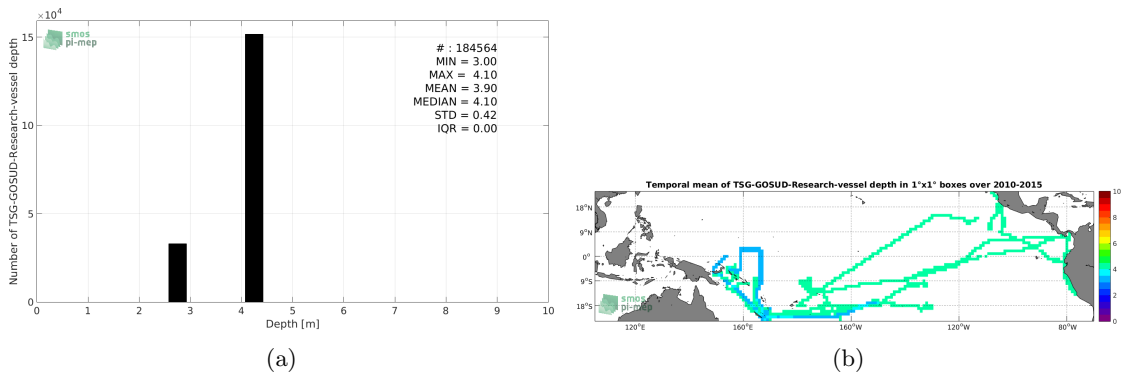 ×10⁴
smos
pi-mep
# : 184564
MIN = 3.00
MAX = 4.10
MEAN = 3.90
MEDIAN = 4.10
STD = 0.42
IQR = 0.00
Number of TSG-GOSUD-Research-vessel depth
15
10
5
0
0 1 2 3 4 5 6 7 8 9 10
Depth [m]
(a)
Temporal mean of TSG-GOSUD-Research-vessel depth in 1°x1° boxes over 2010-2015
18°N
9°N
0°
9°S
18°S
smos
pi-mep
120°E 160°E 160°W 120°W 80°W
10
8
6
4
2
0
(b)